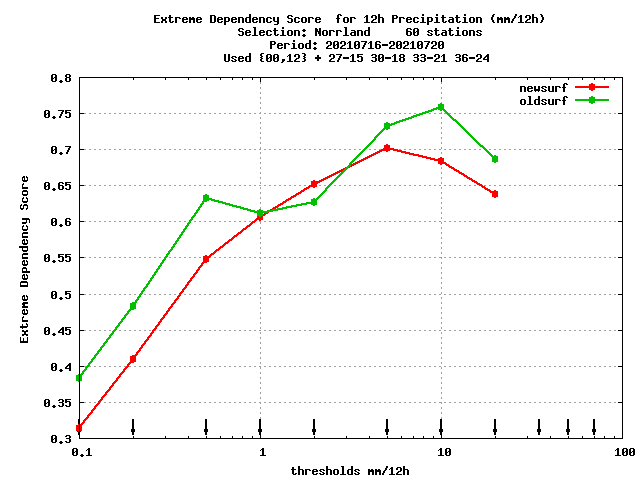 Extreme Dependency Score  for 12h Precipitation (mm/12h)
Selection: Norrland     60 stations
Period: 20210716-20210720
Used {00,12} + 27-15 30-18 33-21 36-24
newsurf
oldsurf
0.8
0.75
0.7
0.65
0.6
0.55
0.5
0.45
0.4
0.35
0.3
Extreme Dependency Score
0.1 1 10 100
thresholds mm/12h